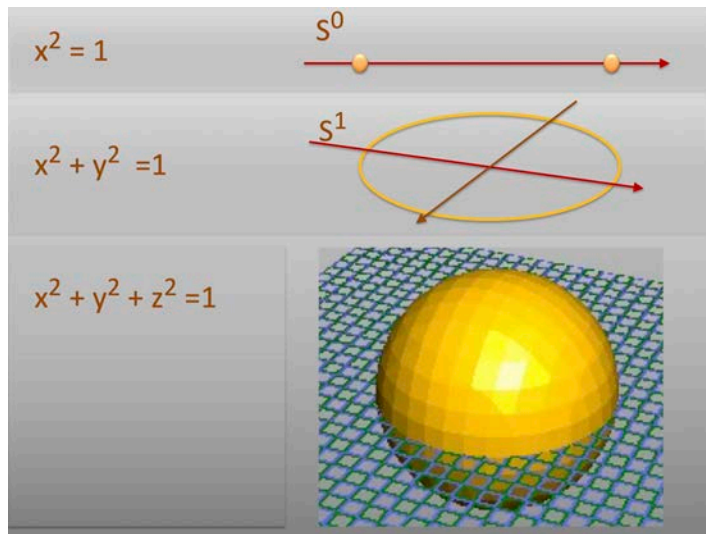 x² = 1
S⁰
x² + y² =1
S¹
x² + y² + z² =1